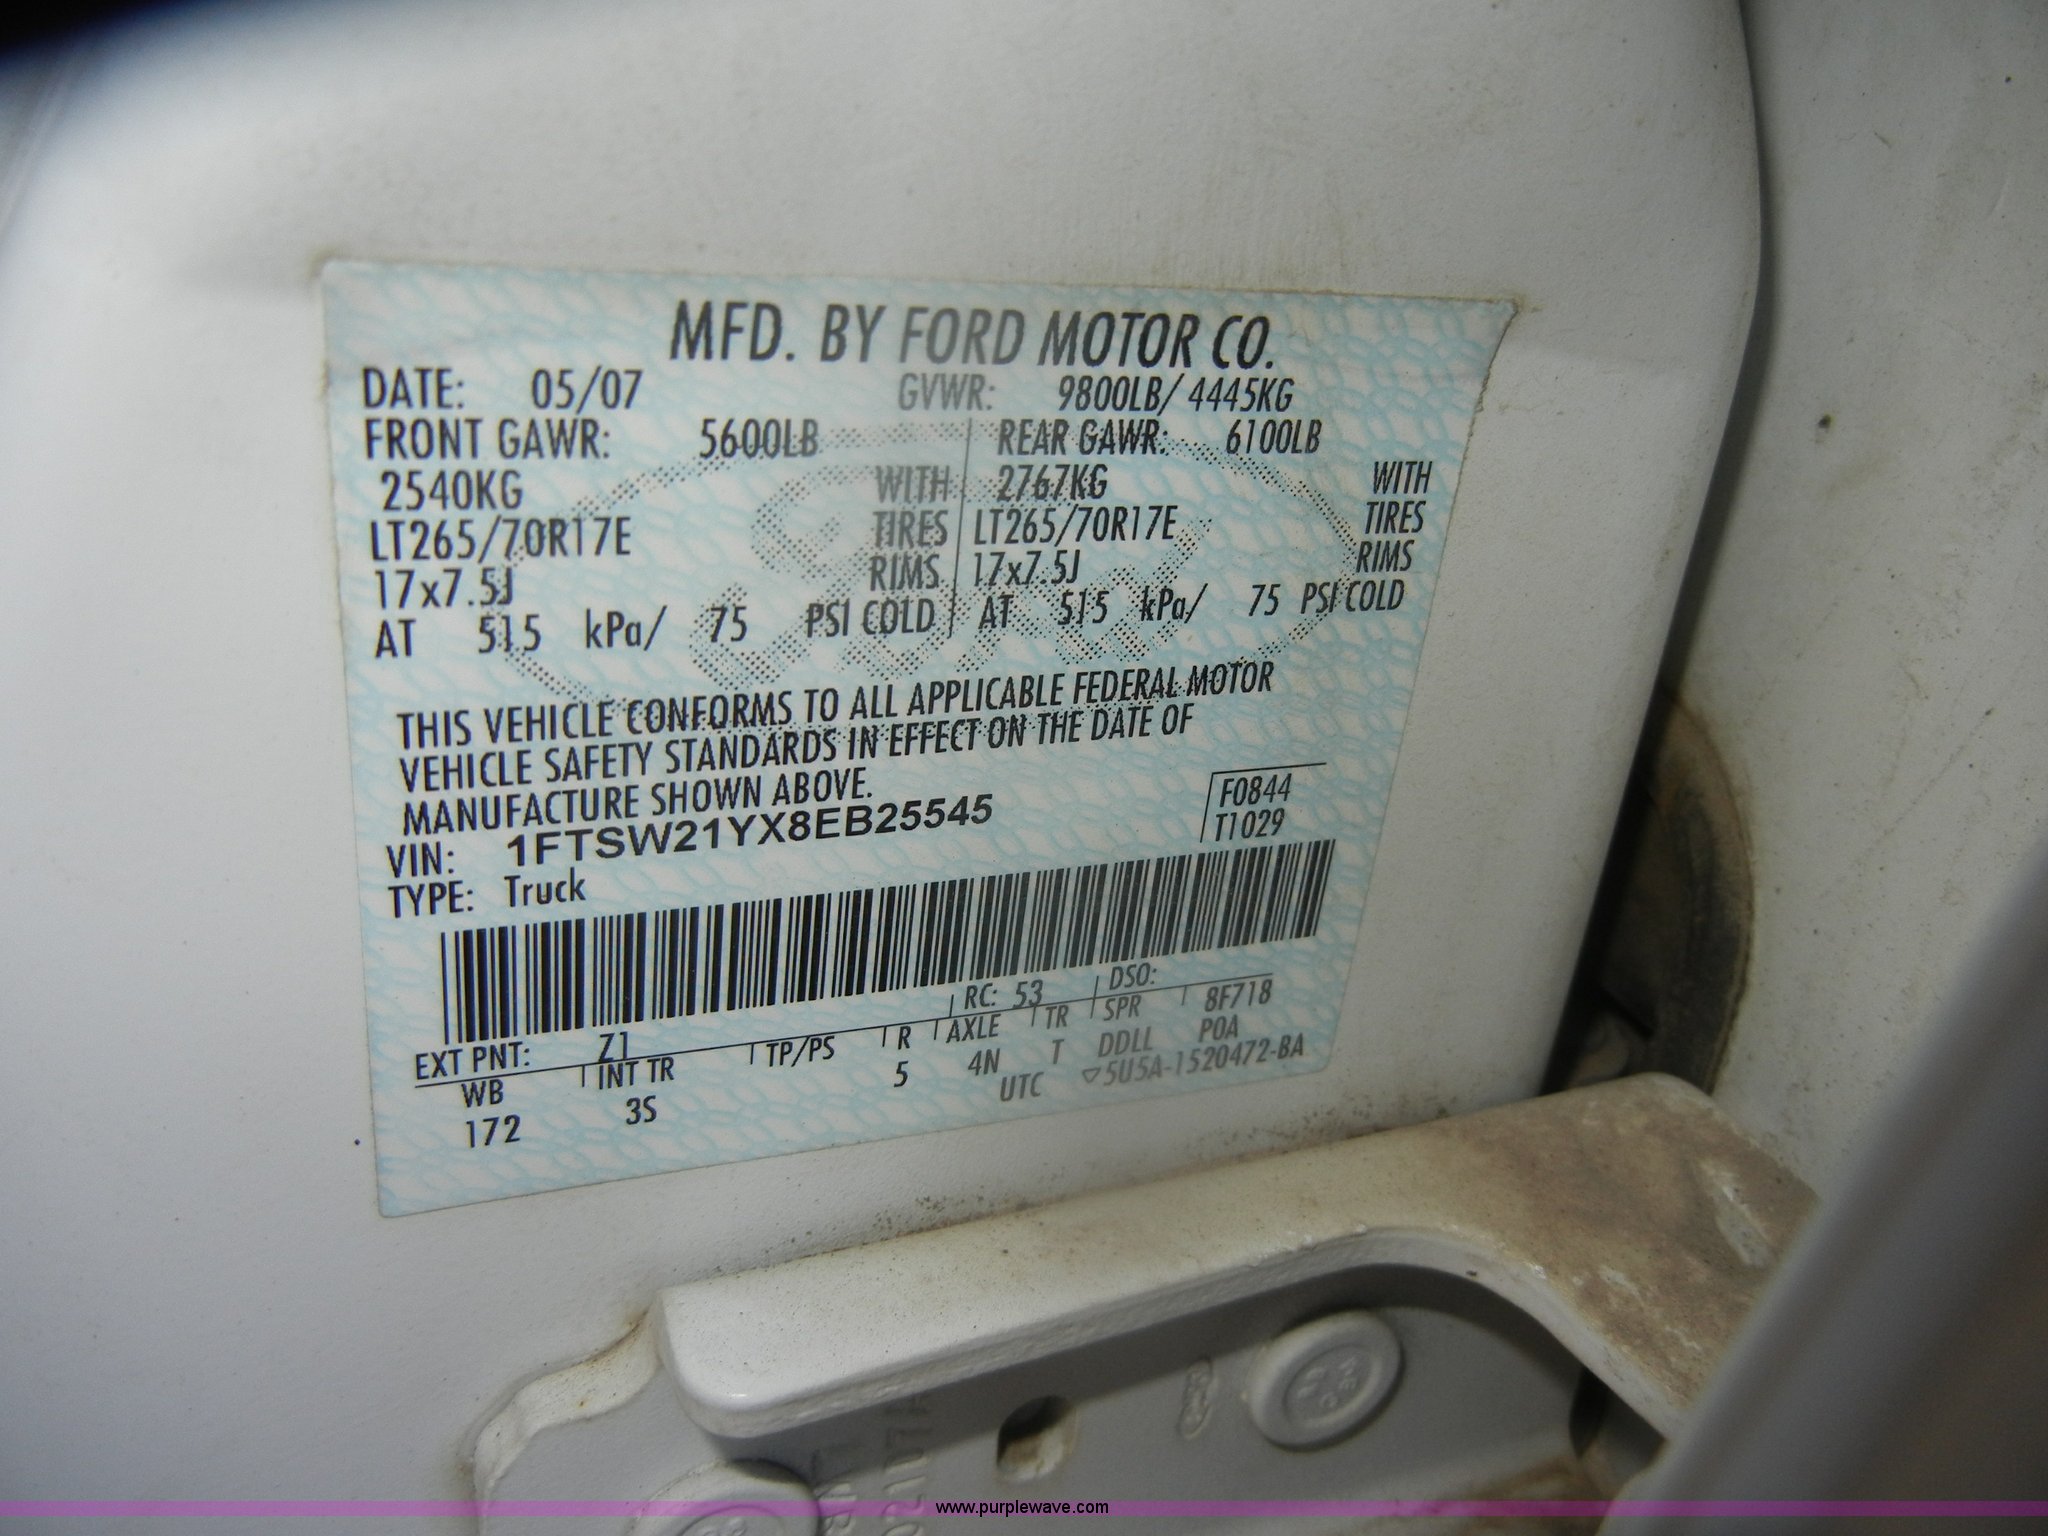 MFD. BY FORD MOTOR CO.
DATE: 05/07 GVWR: 9800LB/ 4445KG
FRONT GAWR: 5600LB REAR GAWR: 6100LB
2540KG WITH 2767KG WITH
LT265/70R17E TIRES LT265/70R17E TIRES
17x7.5J RIMS 17x7.5J RIMS
AT 515 kPa/ 75 PSI COLD AT 515 kPa/ 75 PSI COLD
THIS VEHICLE CONFORMS TO ALL APPLICABLE FEDERAL MOTOR
VEHICLE SAFETY STANDARDS IN EFFECT ON THE DATE OF
MANUFACTURE SHOWN ABOVE.
F0844
VIN: 1FTSW21YX8EB25545 T1029
TYPE: Truck
EXT PNT: Z1 RC: 53 DSO:
WB INT TR TP/PS R AXLE TR SPR 8F718
172 3S 5 4N T DDLL POA
UTC ▽5U5A-1520472-BA
www.purplewave.com